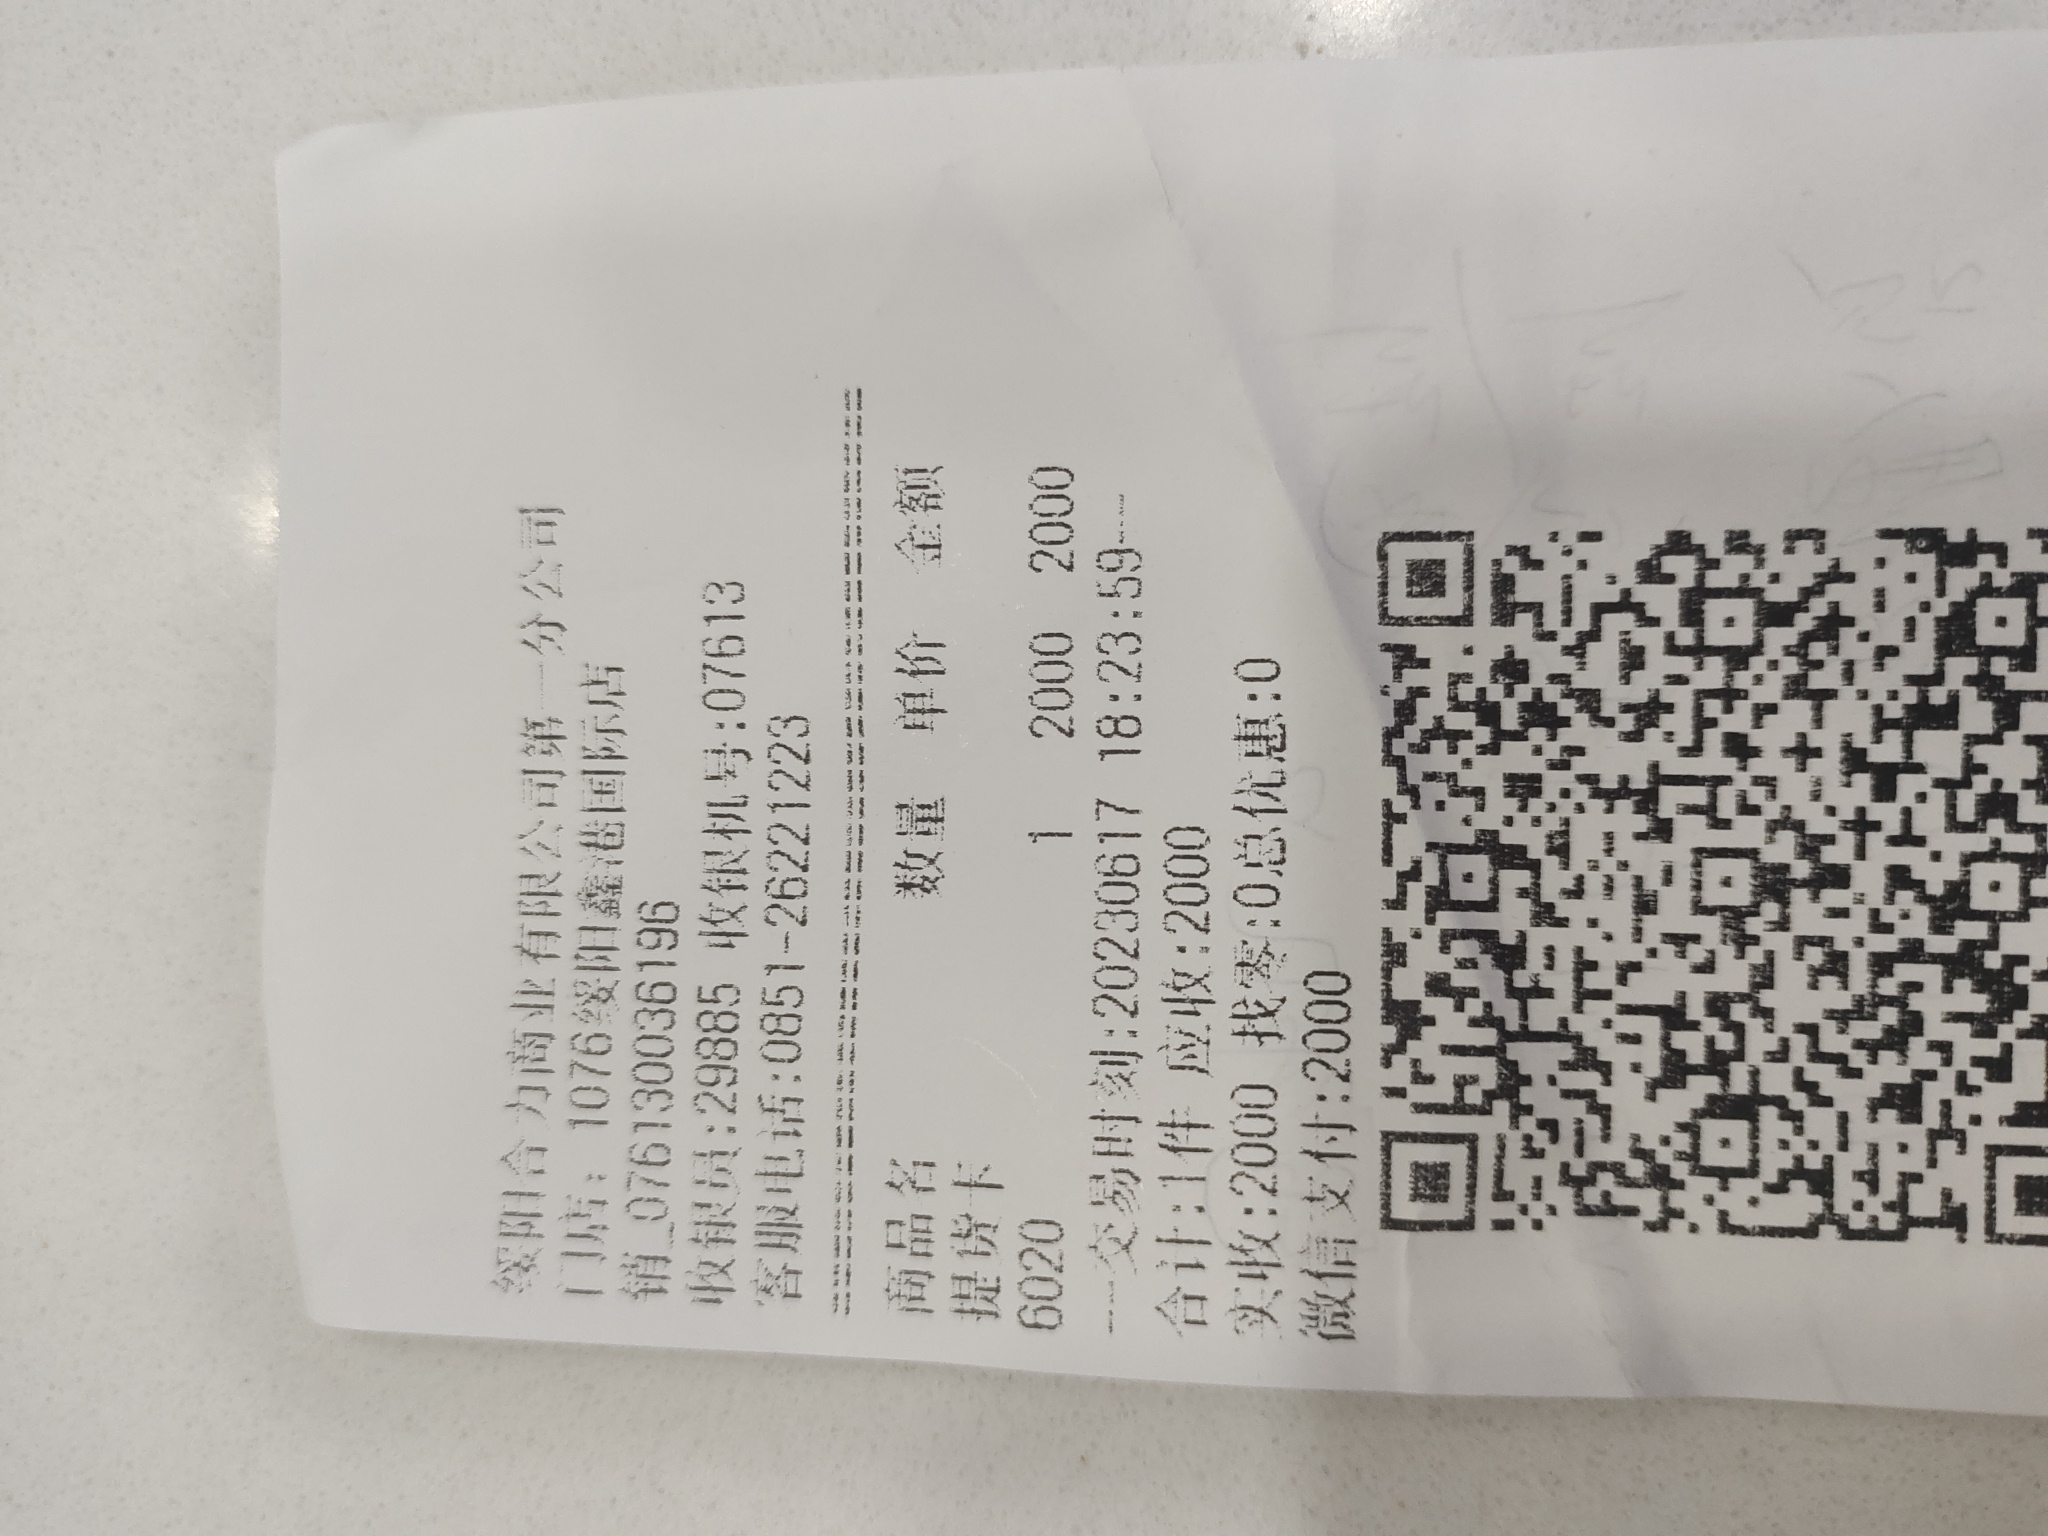 绥阳合力商业有限公司第一分公司
门店: 1076绥阳鑫港国际店
销_076130036196
收银员:29885 收银机号:07613
客服电话:0851-26221223
================================
商品名 数量 单价 金额
提货卡
6020 1 2000 2000
--交易时刻:20230617 18:23:59--
合计:1件 应收:2000
实收:2000 找零:0总优惠:0
微信支付:2000